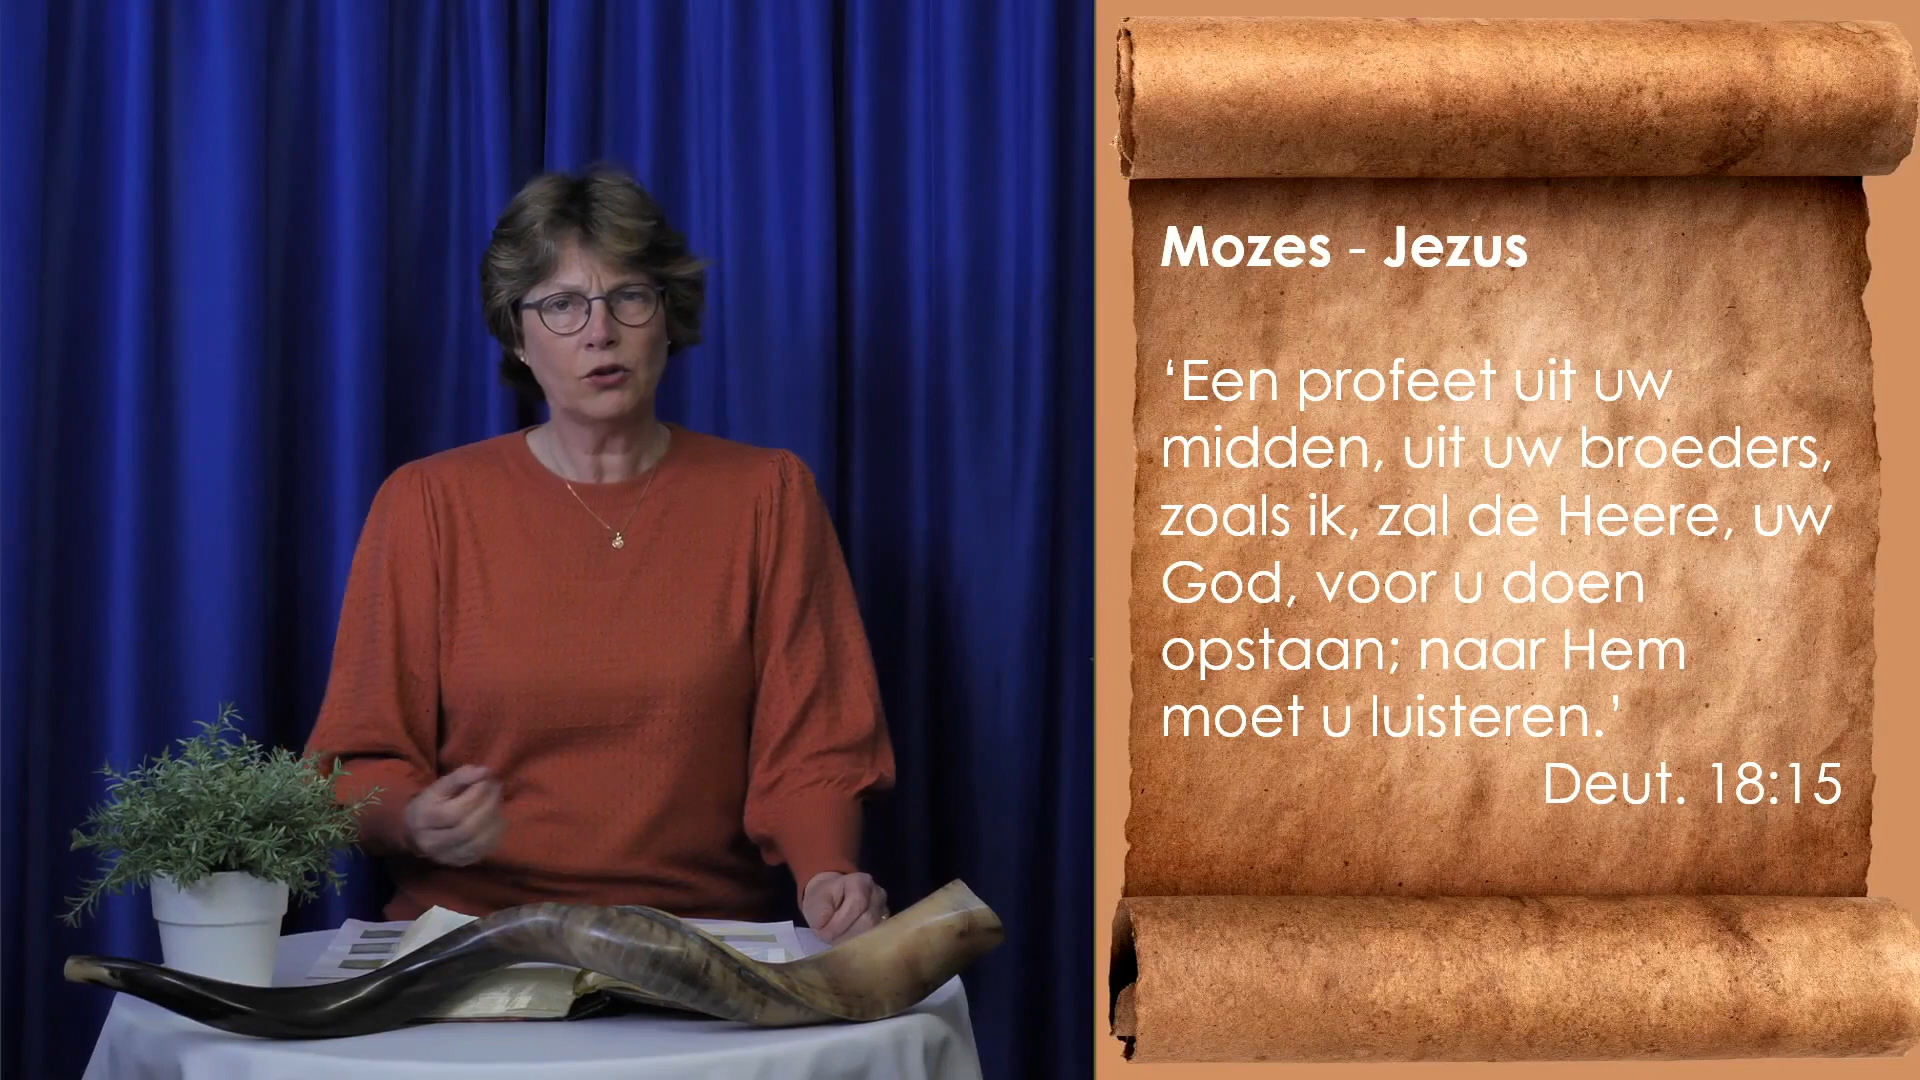 Mozes - Jezus
‘Een profeet uit uw
midden, uit uw broeders,
zoals ik, zal de Heere, uw
God, voor u doen
opstaan; naar Hem
moet u luisteren.’
Deut. 18:15